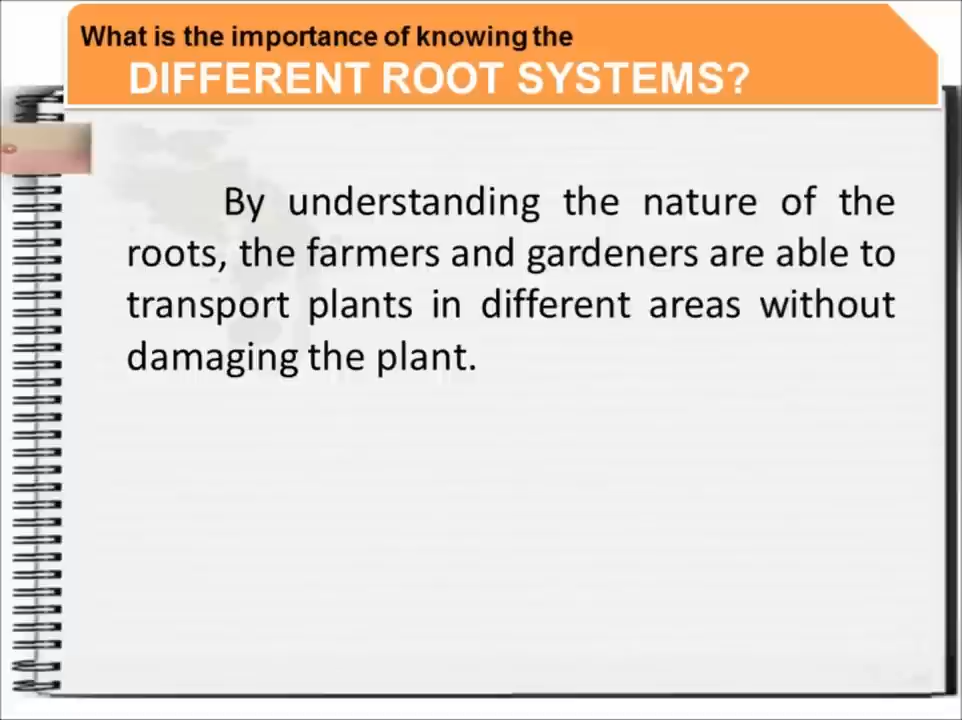 What is the importance of knowing the
DIFFERENT ROOT SYSTEMS?
By understanding the nature of the
roots, the farmers and gardeners are able to
transport plants in different areas without
damaging the plant.